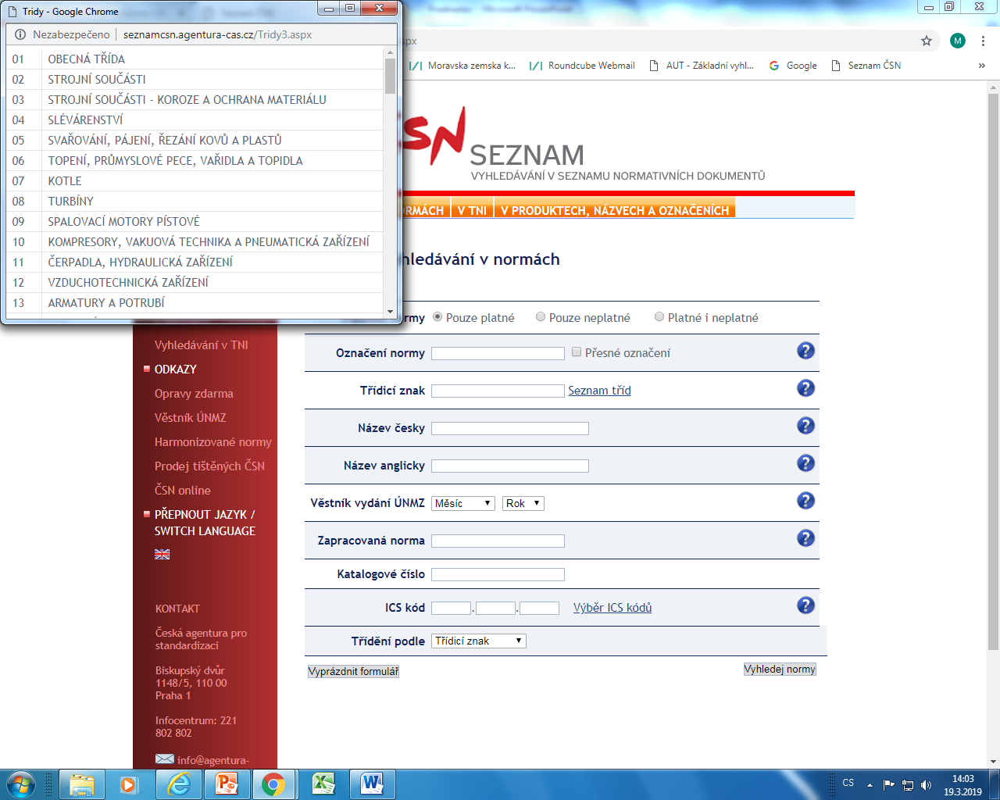 Tridy - Google Chrome
Nezabezpečeno | seznamcsn.agentura-cas.cz/Tridy3.aspx
01 OBECNÁ TŘÍDA
02 STROJNÍ SOUČÁSTI
03 STROJNÍ SOUČÁSTI - KOROZE A OCHRANA MATERIÁLU
04 SLÉVÁRENSTVÍ
05 SVAŘOVÁNÍ, PÁJENÍ, ŘEZÁNÍ KOVŮ A PLASTŮ
06 TOPENÍ, PRŮMYSLOVÉ PECE, VAŘIDLA A TOPIDLA
07 KOTLE
08 TURBÍNY
09 SPALOVACÍ MOTORY PÍSTOVÉ
10 KOMPRESORY, VAKUOVÁ TECHNIKA A PNEUMATICKÁ ZAŘÍZENÍ
11 ČERPADLA, HYDRAULICKÁ ZAŘÍZENÍ
12 VZDUCHOTECHNICKÁ ZAŘÍZENÍ
13 ARMATURY A POTRUBÍ
px
M
Moravska zemska k... Roundcube Webmail AUT - Základní vyhl... Google Seznam ČSN »
SN SEZNAM
VYHLEDÁVÁNÍ V SEZNAMU NORMATIVNÍCH DOKUMENTŮ
RMÁCH V TNI V PRODUKTECH, NÁZVECH A OZNAČENÍCH
hledávání v normách
rmy Pouze platné Pouze neplatné Platné i neplatné
Označení normy Přesné označení
Třídicí znak Seznam tříd
Název česky
Název anglicky
Věstník vydání ÚNMZ Měsíc Rok
Zapracovaná norma
Katalogové číslo
ICS kód . . Výběr ICS kódů
Třídění podle Třídicí znak
Vyprázdnit formulář Vyhledej normy
Vyhledávání v TNI
ODKAZY
Opravy zdarma
Věstník ÚNMZ
Harmonizované normy
Prodej tištěných ČSN
ČSN online
PŘEPNOUT JAZYK /
SWITCH LANGUAGE
KONTAKT
Česká agentura pro
standardizaci
Biskupský dvůr
1148/5, 110 00
Praha 1
Infocentrum: 221
802 802
info@agentura-
CS 14:03
19.3.2019